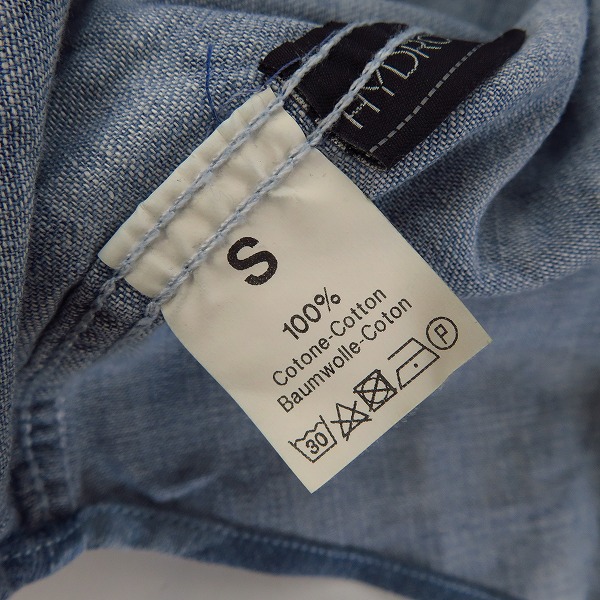 HYDRO
S
100%
Cotone-Cotton
Baumwolle-Coton
30 P